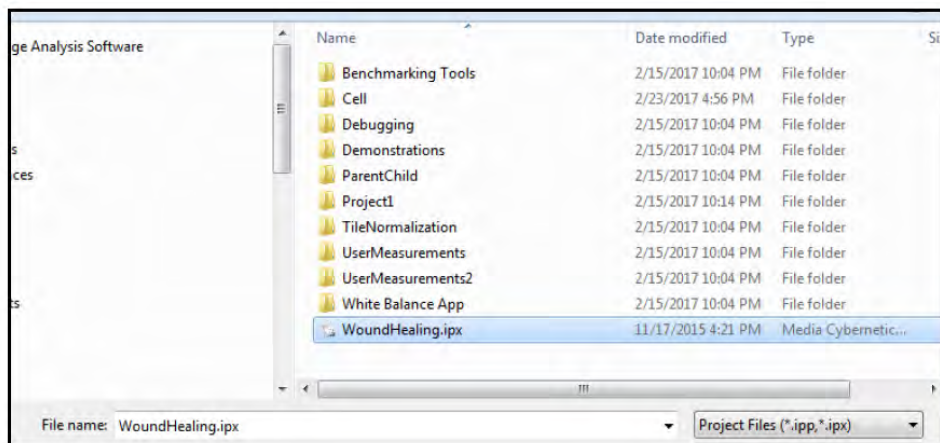 ge Analysis Software
s
ces
ts
Name Date modified Type Si
Benchmarking Tools 2/15/2017 10:04 PM File folder
Cell 2/23/2017 4:56 PM File folder
Debugging 2/15/2017 10:04 PM File folder
Demonstrations 2/15/2017 10:04 PM File folder
ParentChild 2/15/2017 10:04 PM File folder
Project1 2/15/2017 10:14 PM File folder
TileNormalization 2/15/2017 10:04 PM File folder
UserMeasurements 2/15/2017 10:04 PM File folder
UserMeasurements2 2/15/2017 10:04 PM File folder
White Balance App 2/15/2017 10:04 PM File folder
WoundHealing.ipx 11/17/2015 4:21 PM Media Cybernetic...
File name: WoundHealing.ipx Project Files (*.ipp,*.ipx)